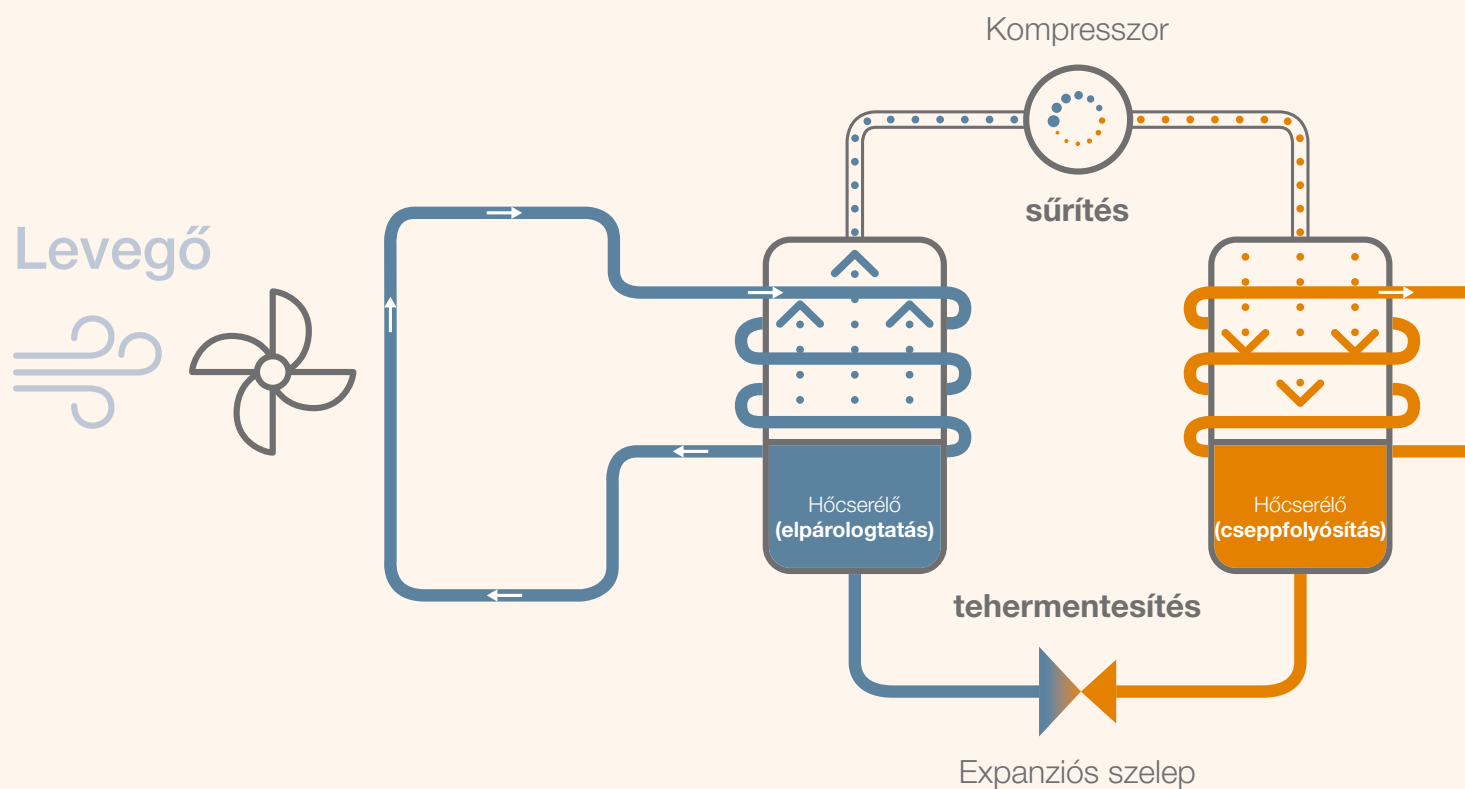 Kompresszor
sűrítés
Levegő
Hőcserélő
(elpárologtatás)
Hőcserélő
(cseppfolyósítás)
tehermentesítés
Expanziós szelep